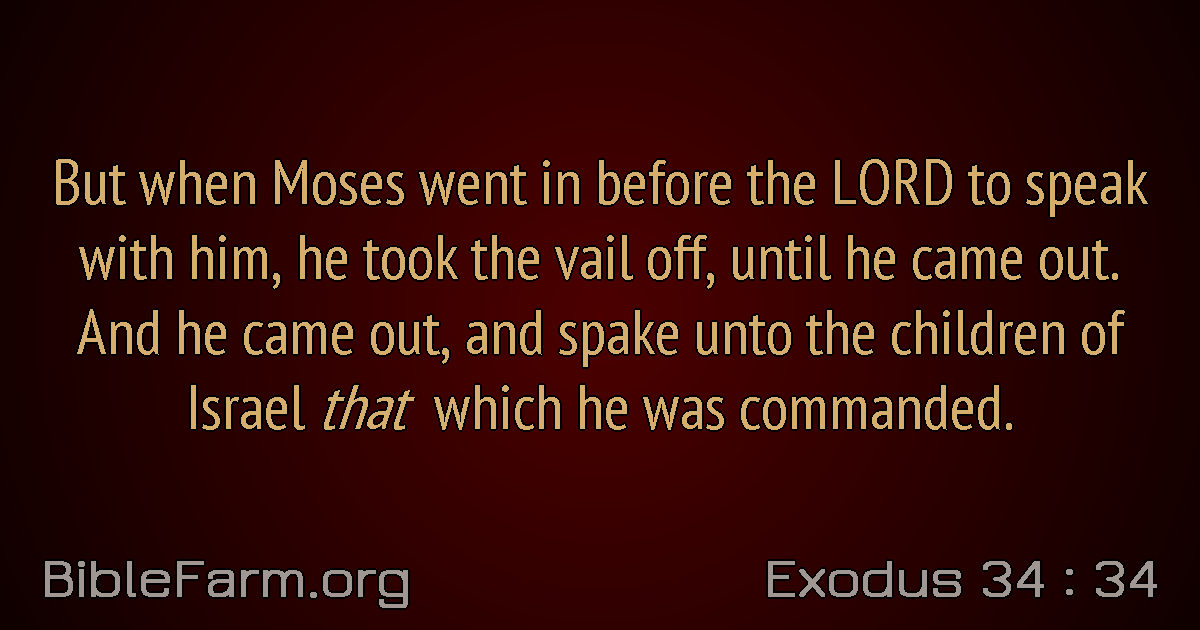 But when Moses went in before the LORD to speak
with him, he took the vail off, until he came out.
And he came out, and spake unto the children of
Israel that which he was commanded.
BibleFarm.org
Exodus 34 : 34